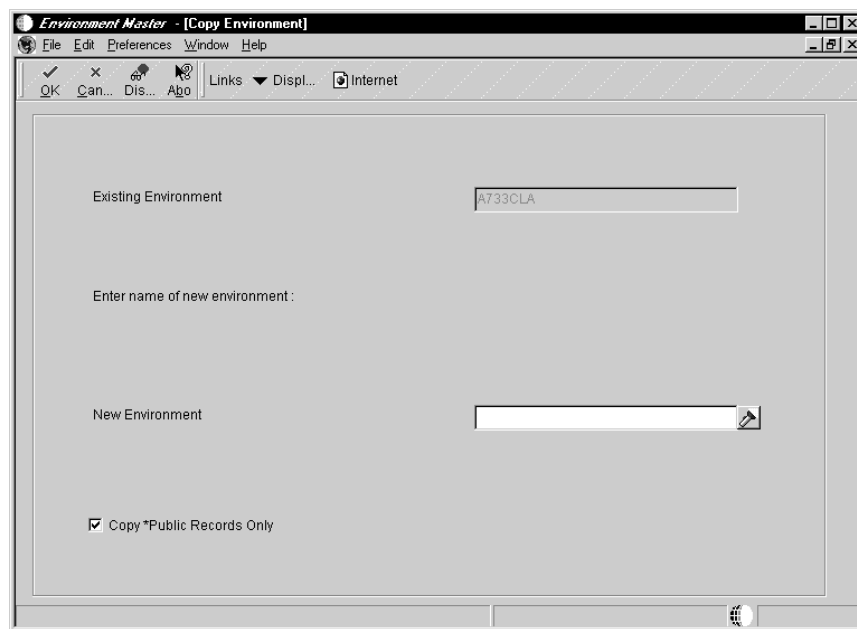 Environment Master - [Copy Environment]
File Edit Preferences Window Help
OK Can... Dis... Abo Links Displ... Internet
Existing Environment A733CLA
Enter name of new environment :
New Environment
Copy *Public Records Only